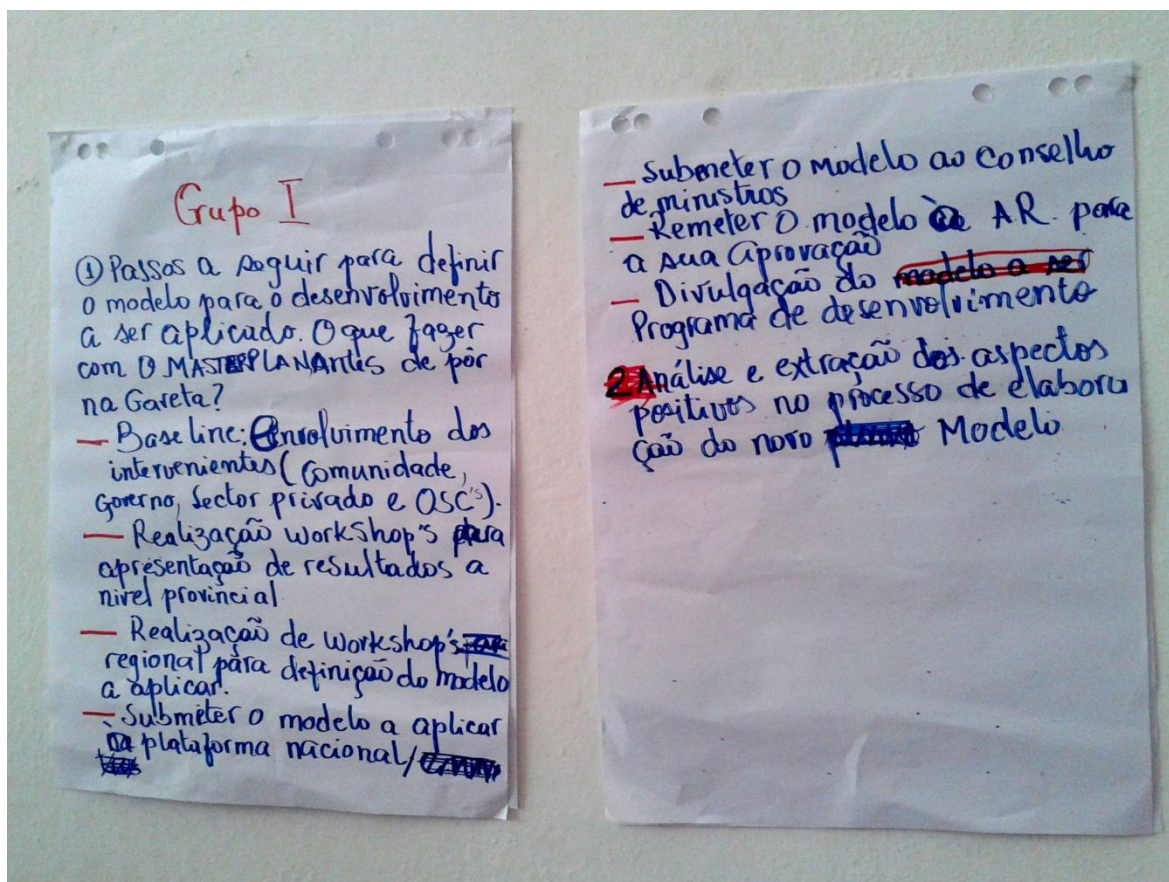 Grupo I
① Passos a seguir para definir
o modelo para o desenvolvimento
a ser aplicado. O que fazer
com O MASTERPLAN Antes de pôr
na Gareta?
— Base line: Envolvimento dos
intervenientes (Comunidade,
Governo, Sector privado e OSC's).
— Realização workshop's para
apresentação de resultados a
nivel provincial
— Realização de workshop's
regional para definição do modelo
a aplicar.
— Submeter o modelo a aplicar
à plataforma nacional/
— Submeter o modelo ao conselho
de ministros
— Remeter o modelo à AR. para
a sua aprovação
— Divulgação do modelo a ser
Programa de desenvolvimento
2 Análise e extração dos aspectos
positivos no processo de elabora
ção do novo Modelo